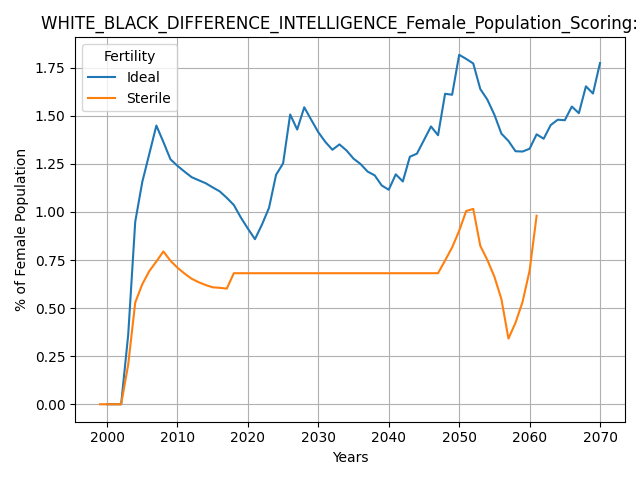 WHITE_BLACK_DIFFERENCE_INTELLIGENCE_Female_Population_Scoring:
Fertility
Ideal
Sterile
% of Female Population
1.75
1.50
1.25
1.00
0.75
0.50
0.25
0.00
2000 2010 2020 2030 2040 2050 2060 2070
Years